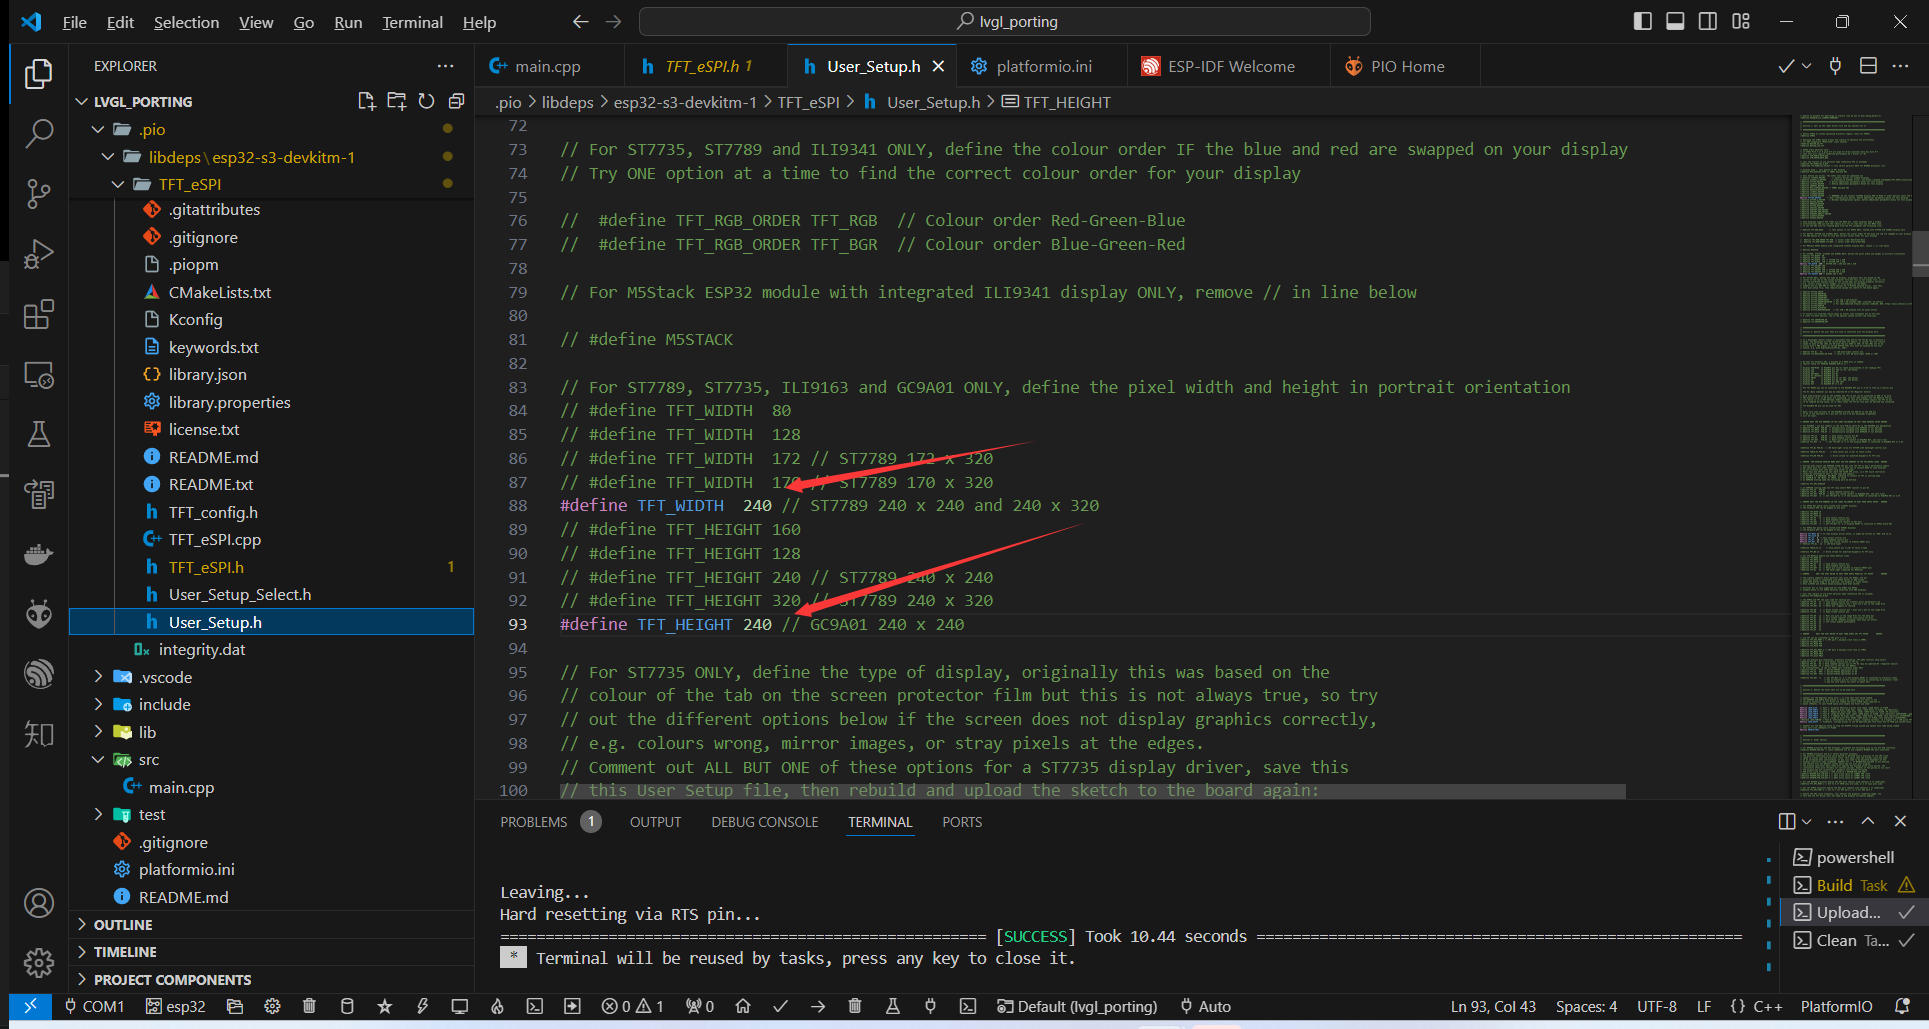 File Edit Selection View Go Run Terminal Help
lvgl_porting
EXPLORER
LVGL_PORTING
.pio
libdeps\esp32-s3-devkitm-1
TFT_eSPI
.gitattributes
.gitignore
.piopm
CMakeLists.txt
Kconfig
keywords.txt
library.json
library.properties
license.txt
README.md
README.txt
TFT_config.h
TFT_eSPI.cpp
TFT_eSPI.h 1
User_Setup_Select.h
User_Setup.h
integrity.dat
.vscode
include
lib
src
main.cpp
test
.gitignore
platformio.ini
README.md
OUTLINE
TIMELINE
PROJECT COMPONENTS
知
main.cpp TFT_eSPI.h 1 User_Setup.h platformio.ini ESP-IDF Welcome PIO Home
.pio > libdeps > esp32-s3-devkitm-1 > TFT_eSPI > User_Setup.h > TFT_HEIGHT
72
73 // For ST7735, ST7789 and ILI9341 ONLY, define the colour order IF the blue and red are swapped on your display
74 // Try ONE option at a time to find the correct colour order for your display
75
76 //  #define TFT_RGB_ORDER TFT_RGB  // Colour order Red-Green-Blue
77 //  #define TFT_RGB_ORDER TFT_BGR  // Colour order Blue-Green-Red
78
79 // For M5Stack ESP32 module with integrated ILI9341 display ONLY, remove // in line below
80
81 // #define M5STACK
82
83 // For ST7789, ST7735, ILI9163 and GC9A01 ONLY, define the pixel width and height in portrait orientation
84 // #define TFT_WIDTH  80
85 // #define TFT_WIDTH  128
86 // #define TFT_WIDTH  172 // ST7789 172 x 320
87 // #define TFT_WIDTH  170 // ST7789 170 x 320
88 #define TFT_WIDTH  240 // ST7789 240 x 240 and 240 x 320
89 // #define TFT_HEIGHT 160
90 // #define TFT_HEIGHT 128
91 // #define TFT_HEIGHT 240 // ST7789 240 x 240
92 // #define TFT_HEIGHT 320 // ST7789 240 x 320
93 #define TFT_HEIGHT 240 // GC9A01 240 x 240
94
95 // For ST7735 ONLY, define the type of display, originally this was based on the
96 // colour of the tab on the screen protector film but this is not always true, so try
97 // out the different options below if the screen does not display graphics correctly,
98 // e.g. colours wrong, mirror images, or stray pixels at the edges.
99 // Comment out ALL BUT ONE of these options for a ST7735 display driver, save this
100 // this User Setup file, then rebuild and upload the sketch to the board again:
PROBLEMS 1 OUTPUT DEBUG CONSOLE TERMINAL PORTS
Leaving...
Hard resetting via RTS pin...
[SUCCESS] Took 10.44 seconds
* Terminal will be reused by tasks, press any key to close it.
powershell
Build Task
Upload...
Clean Ta...
COM1 esp32 0 1 0 Default (lvgl_porting) Auto Ln 93, Col 43 Spaces: 4 UTF-8 LF {} C++ PlatformIO